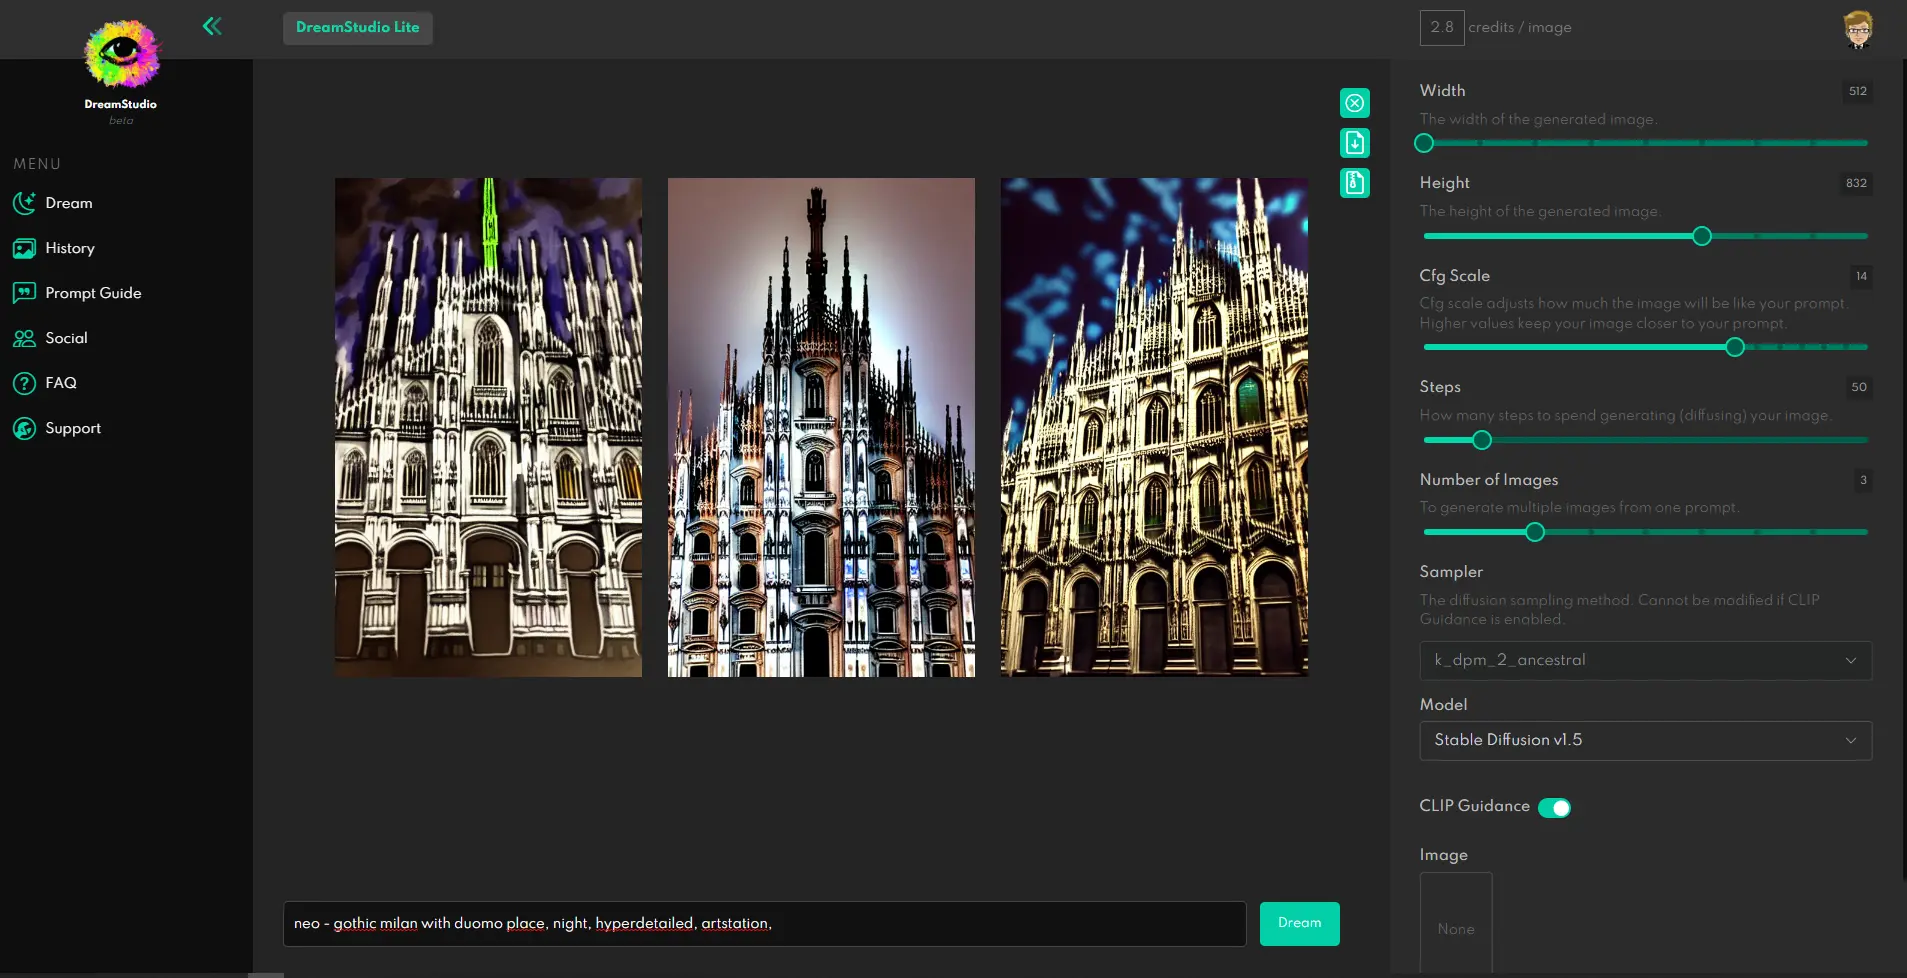 DreamStudio Lite
2.8 credits / image
DreamStudio
beta
MENU
Dream
History
Prompt Guide
Social
FAQ
Support
Width
512
The width of the generated image.
Height
832
The height of the generated image.
Cfg Scale
14
Cfg scale adjusts how much the image will be like your prompt.
Higher values keep your image closer to your prompt.
Steps
50
How many steps to spend generating (diffusing) your image.
Number of Images
3
To generate multiple images from one prompt.
Sampler
The diffusion sampling method. Cannot be modified if CLIP
Guidance is enabled.
k_dpm_2_ancestral
Model
Stable Diffusion v1.5
CLIP Guidance
Image
None
neo - gothic milan with duomo place, night, hyperdetailed, artstation,
Dream